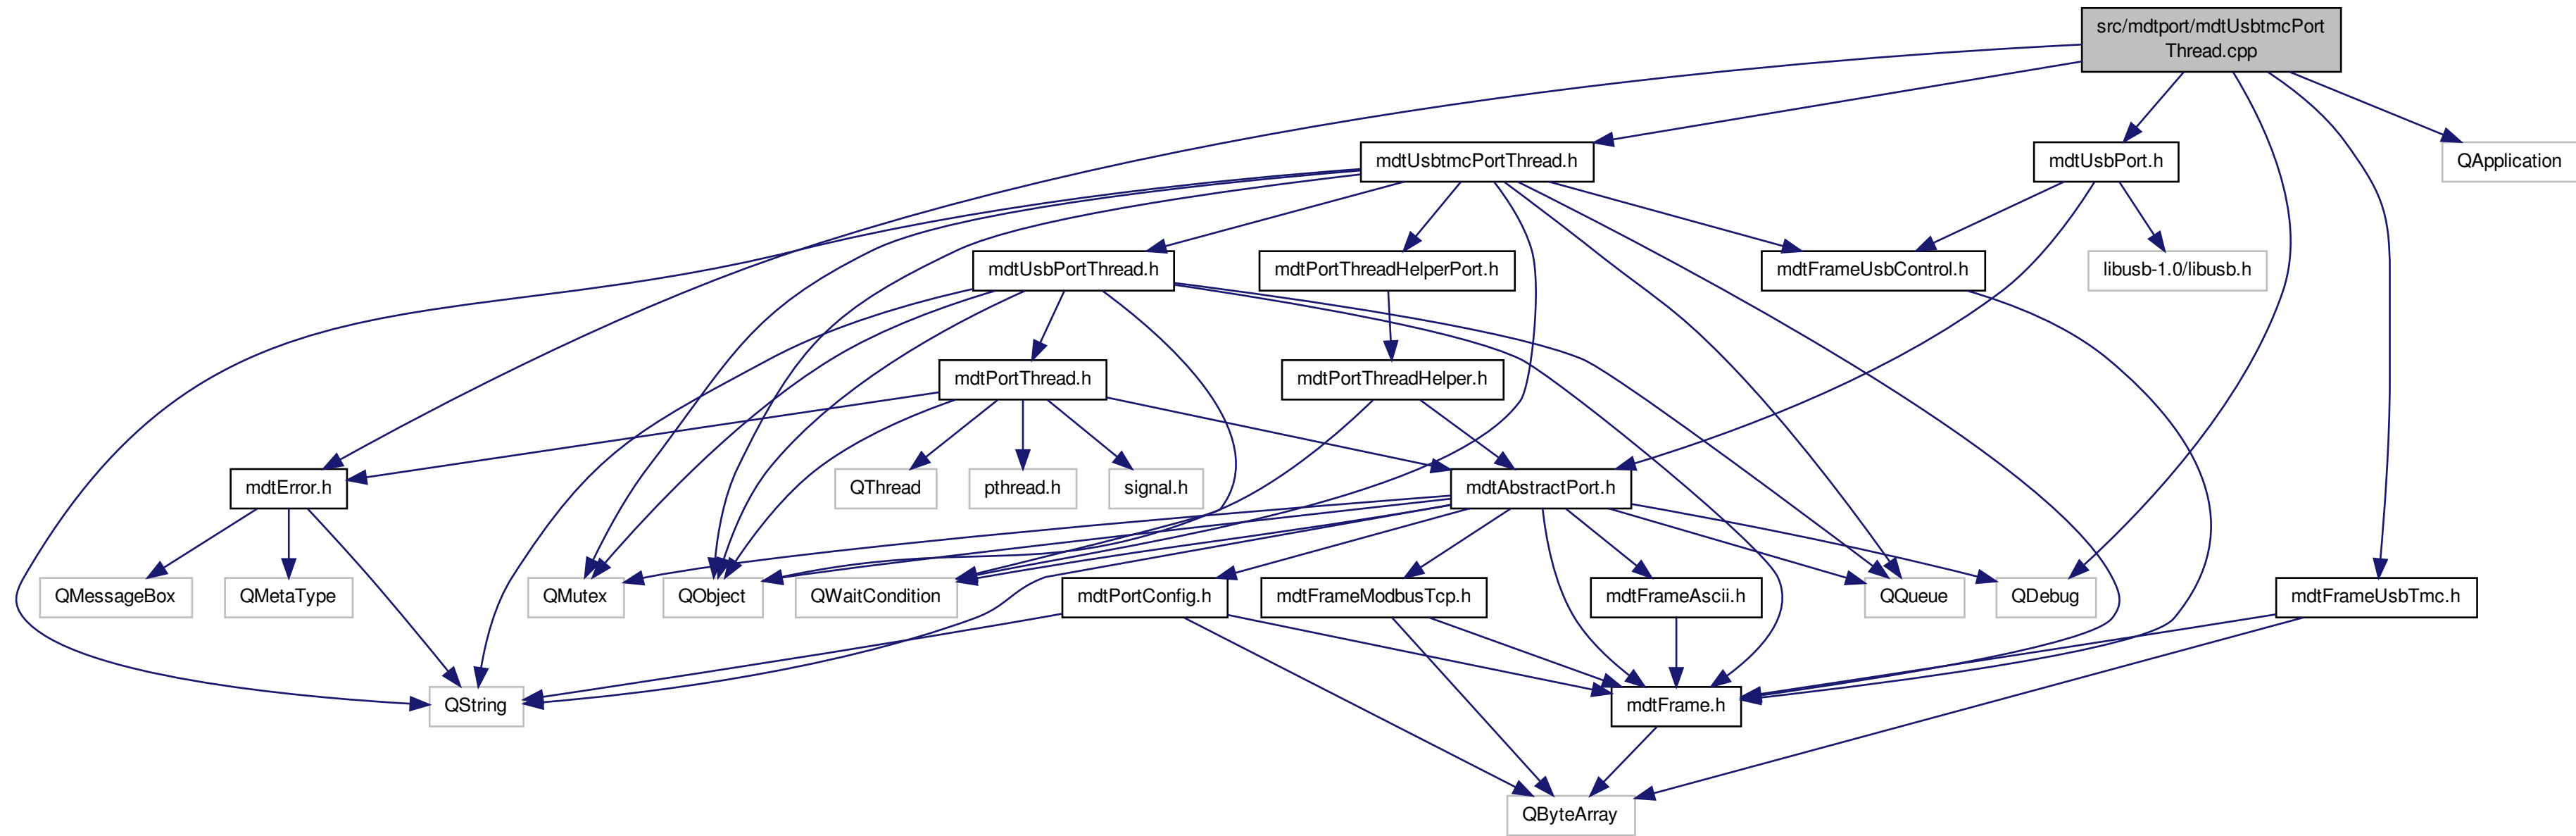 src/mdtport/mdtUsbtmcPort
Thread.cpp
mdtUsbtmcPortThread.h
mdtUsbPort.h
QApplication
mdtUsbPortThread.h
mdtPortThreadHelperPort.h
mdtFrameUsbControl.h
libusb-1.0/libusb.h
mdtPortThread.h
mdtPortThreadHelper.h
mdtError.h
QThread
pthread.h
signal.h
mdtAbstractPort.h
QMessageBox
QMetaType
QMutex
QObject
QWaitCondition
mdtPortConfig.h
mdtFrameModbusTcp.h
mdtFrameAscii.h
QQueue
QDebug
mdtFrameUsbTmc.h
QString
mdtFrame.h
QByteArray